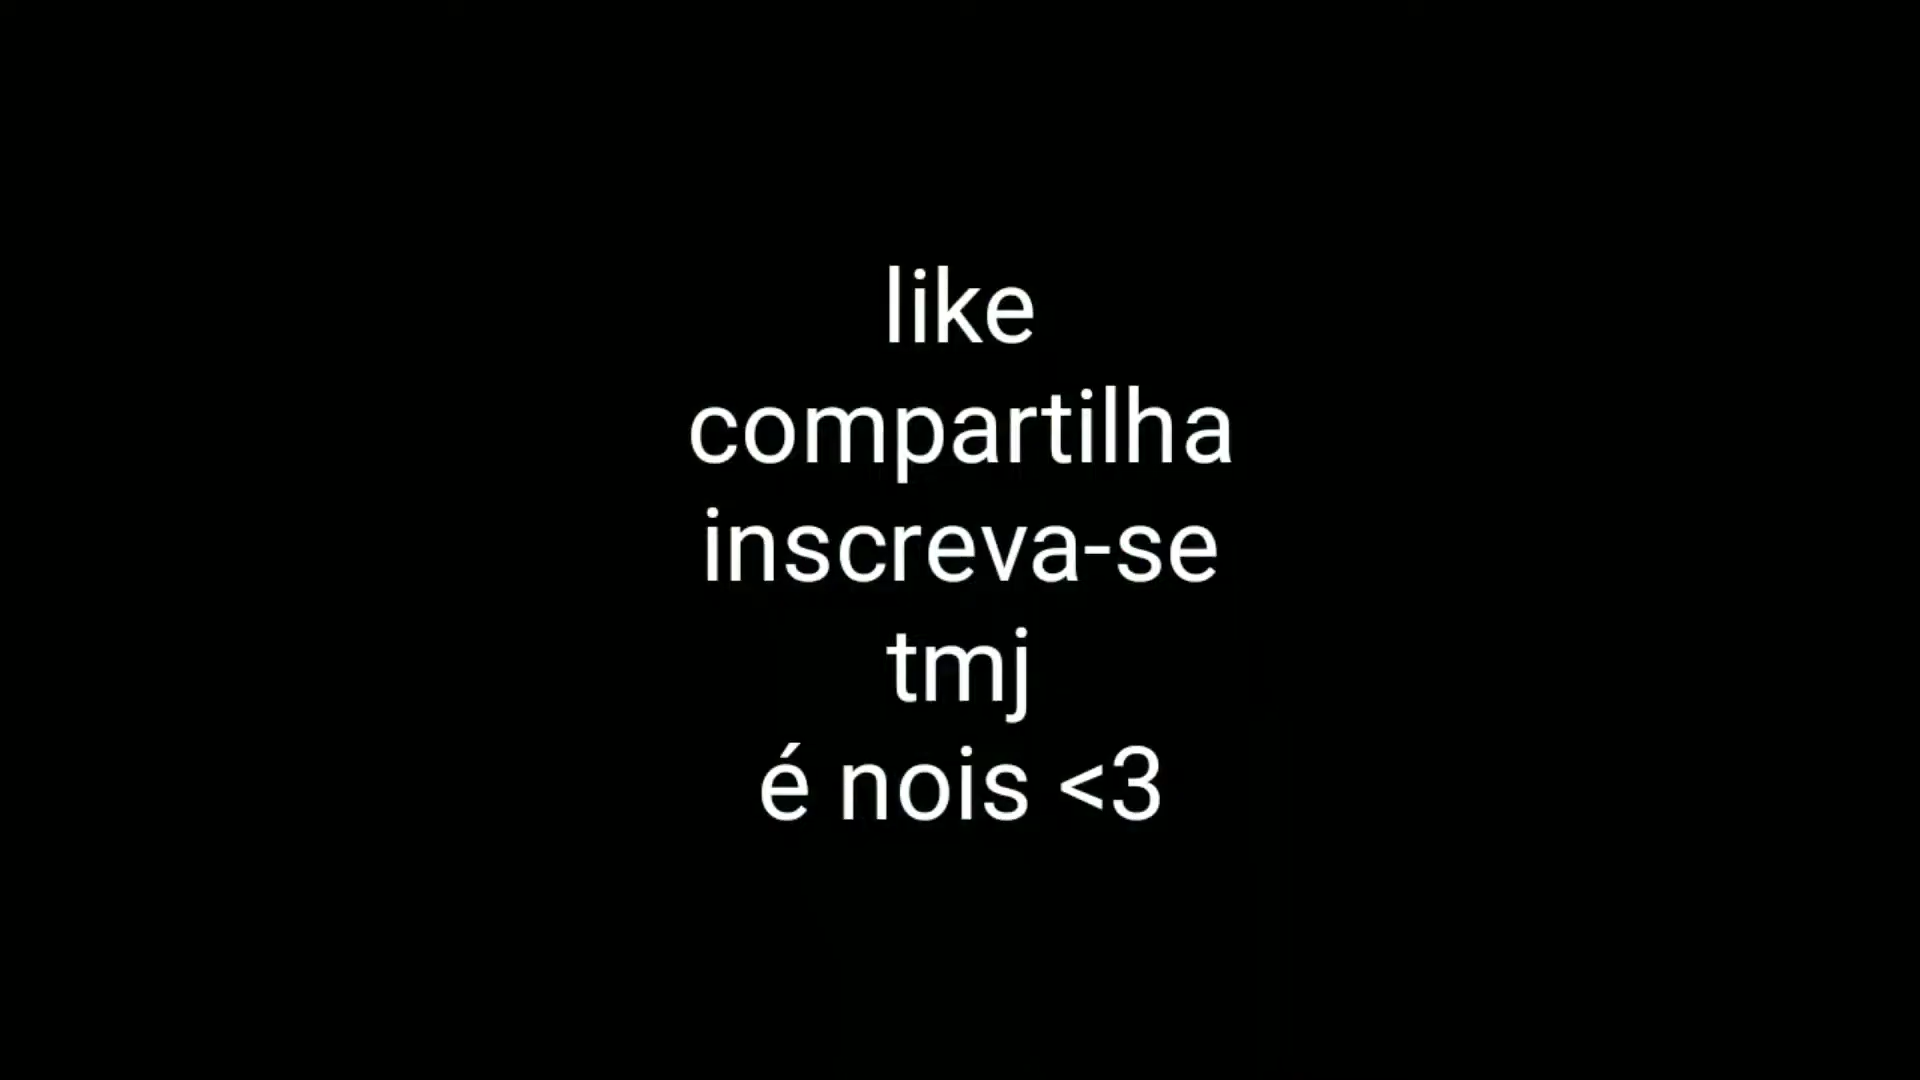 like
compartilha
inscreva-se
tmj
é nois <3